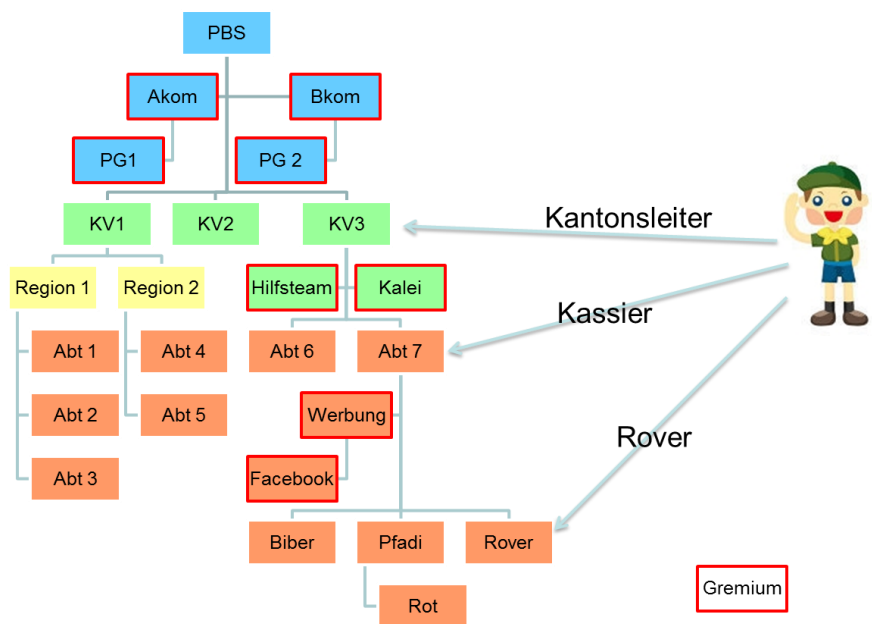 PBS
Akom
Bkom
PG1
PG 2
KV1
KV2
KV3
Kantonsleiter
Region 1
Region 2
Hilfsteam
Kalei
Kassier
Abt 1
Abt 4
Abt 6
Abt 7
Abt 2
Abt 5
Werbung
Rover
Abt 3
Facebook
Biber
Pfadi
Rover
Gremium
Rot